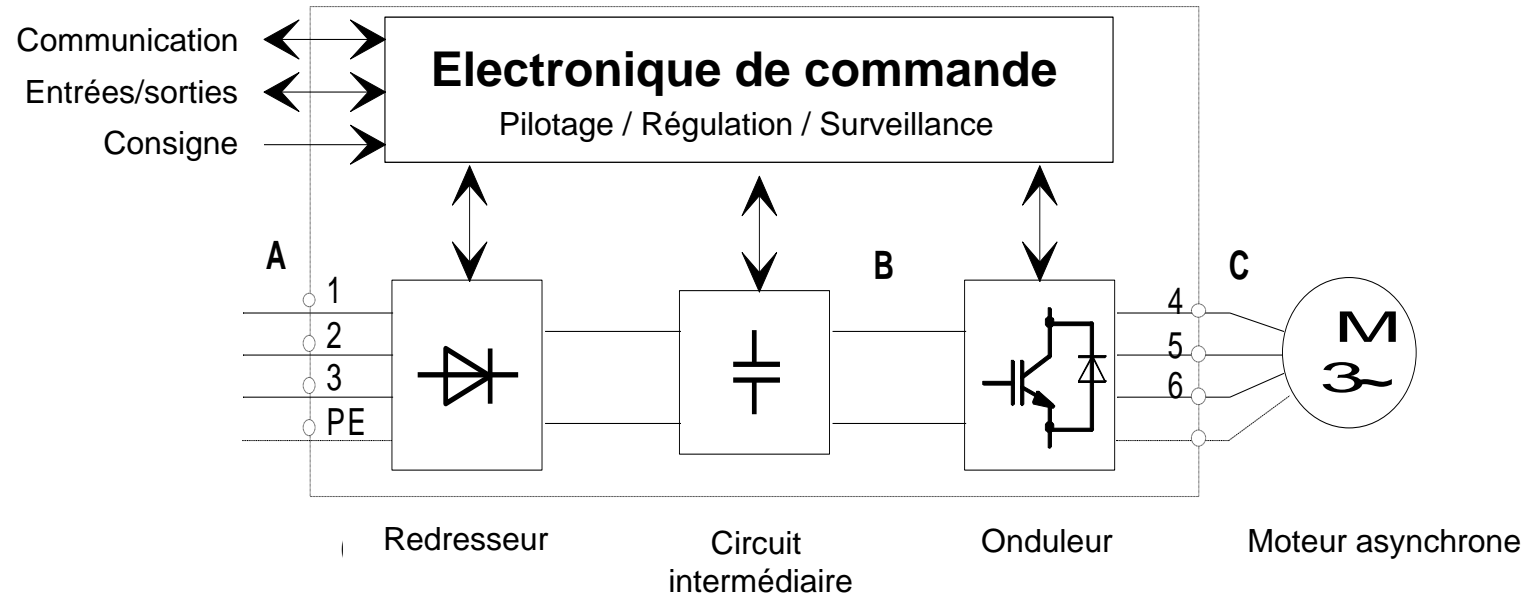 Communication
Electronique de commande
Entrées/sorties
Pilotage / Régulation / Surveillance
Consigne
A
B
C
1
2
3
PE
4
5
6
M
3~
Redresseur
Circuit
intermédiaire
Onduleur
Moteur asynchrone